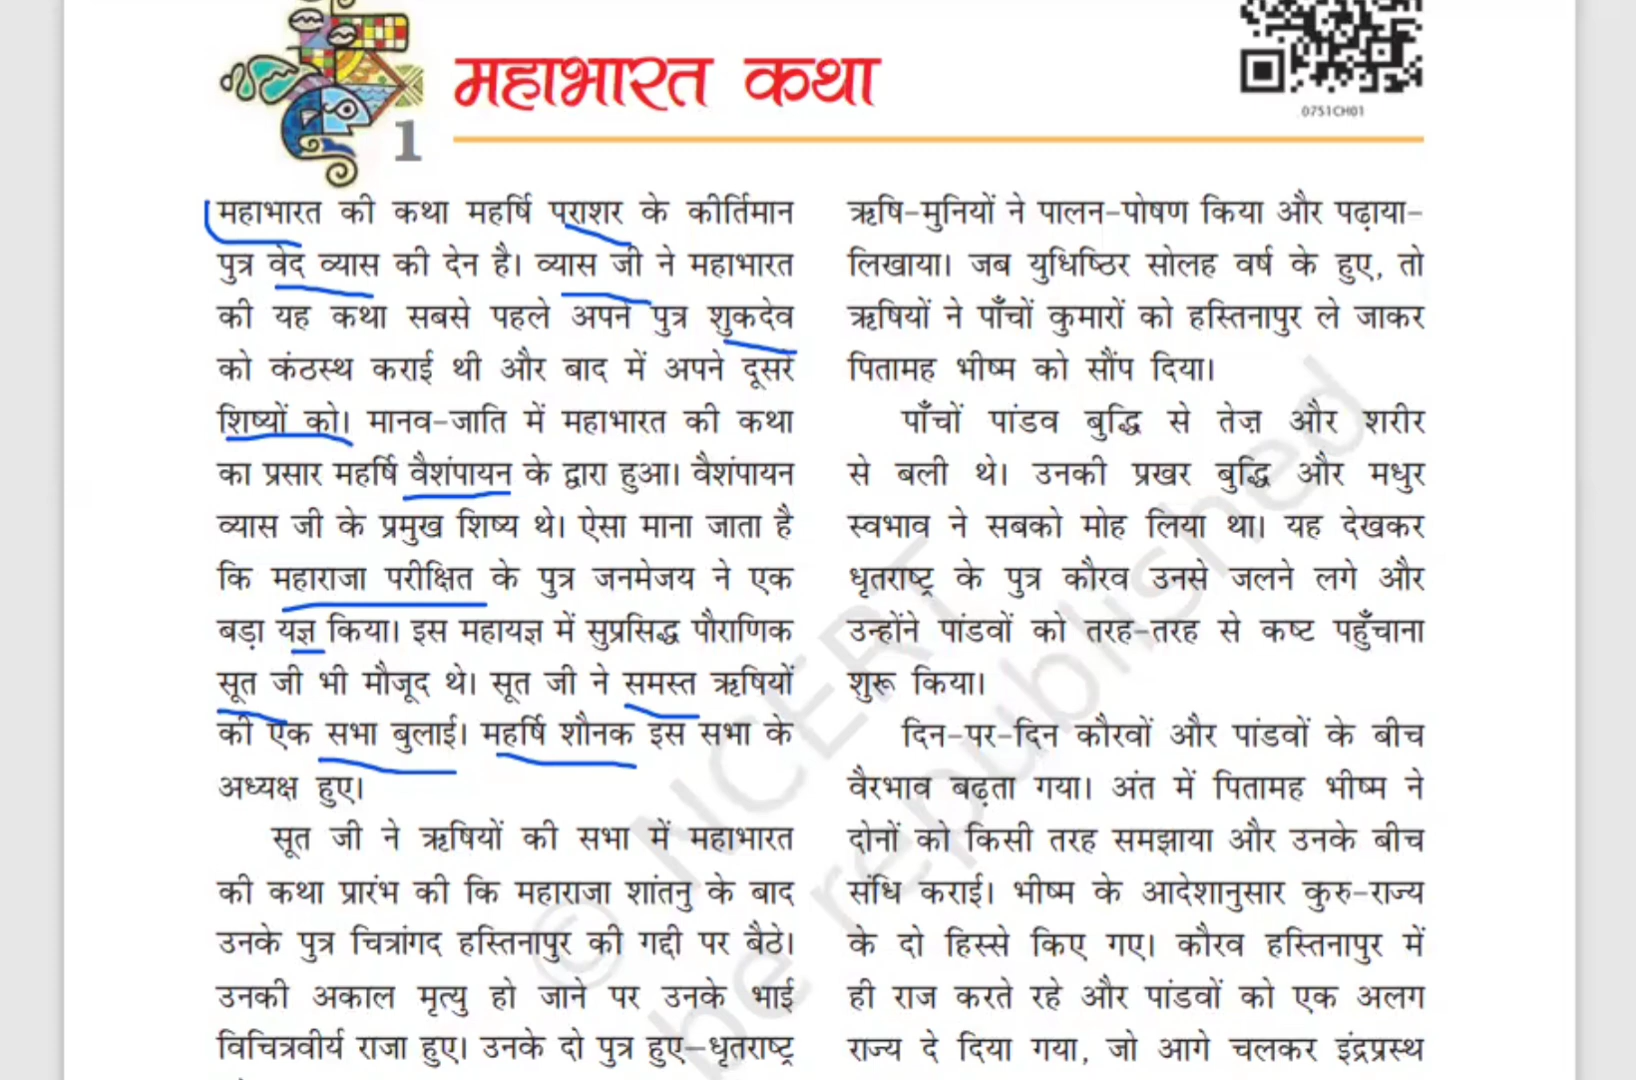 महाभारत कथा
0751CH01
1
महाभारत की कथा महर्षि पराशर के कीर्तिमान
पुत्र वेद व्यास की देन है। व्यास जी ने महाभारत
की यह कथा सबसे पहले अपने पुत्र शुकदेव
को कंठस्थ कराई थी और बाद में अपने दूसरे
शिष्यों को। मानव-जाति में महाभारत की कथा
का प्रसार महर्षि वैशंपायन के द्वारा हुआ। वैशंपायन
व्यास जी के प्रमुख शिष्य थे। ऐसा माना जाता है
कि महाराजा परीक्षित के पुत्र जनमेजय ने एक
बड़ा यज्ञ किया। इस महायज्ञ में सुप्रसिद्ध पौराणिक
सूत जी भी मौजूद थे। सूत जी ने समस्त ऋषियों
की एक सभा बुलाई। महर्षि शौनक इस सभा के
अध्यक्ष हुए।
सूत जी ने ऋषियों की सभा में महाभारत
की कथा प्रारंभ की कि महाराजा शांतनु के बाद
उनके पुत्र चित्रांगद हस्तिनापुर की गद्दी पर बैठे।
उनकी अकाल मृत्यु हो जाने पर उनके भाई
विचित्रवीर्य राजा हुए। उनके दो पुत्र हुए–धृतराष्ट्र
ऋषि-मुनियों ने पालन-पोषण किया और पढ़ाया-
लिखाया। जब युधिष्ठिर सोलह वर्ष के हुए, तो
ऋषियों ने पाँचों कुमारों को हस्तिनापुर ले जाकर
पितामह भीष्म को सौंप दिया।
पाँचों पांडव बुद्धि से तेज़ और शरीर
से बली थे। उनकी प्रखर बुद्धि और मधुर
स्वभाव ने सबको मोह लिया था। यह देखकर
धृतराष्ट्र के पुत्र कौरव उनसे जलने लगे और
उन्होंने पांडवों को तरह-तरह से कष्ट पहुँचाना
शुरू किया।
दिन-पर-दिन कौरवों और पांडवों के बीच
वैरभाव बढ़ता गया। अंत में पितामह भीष्म ने
दोनों को किसी तरह समझाया और उनके बीच
संधि कराई। भीष्म के आदेशानुसार कुरु-राज्य
के दो हिस्से किए गए। कौरव हस्तिनापुर में
ही राज करते रहे और पांडवों को एक अलग
राज्य दे दिया गया, जो आगे चलकर इंद्रप्रस्थ
© NCERT
be republished